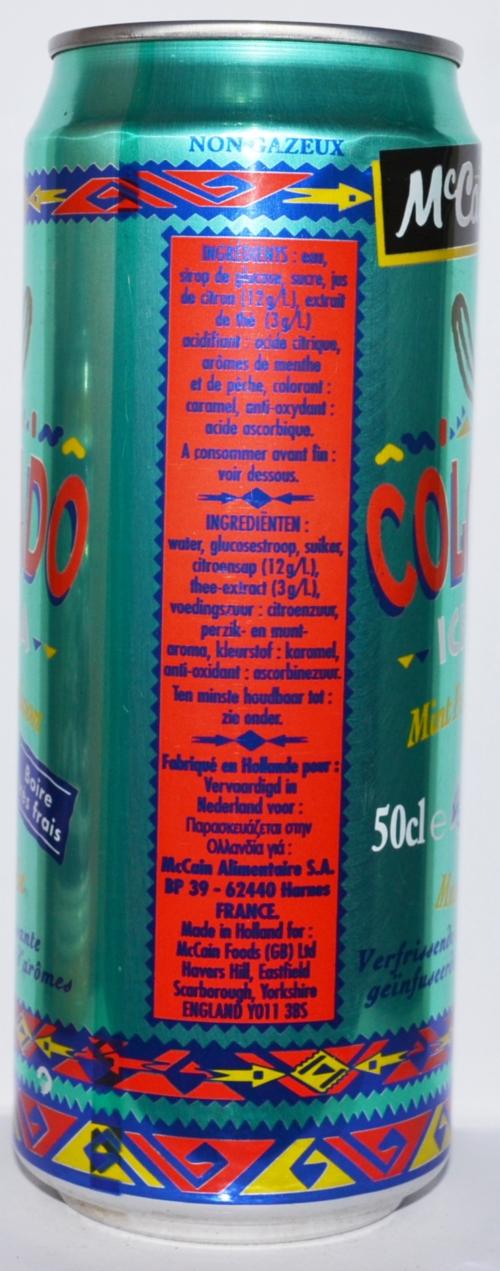 NON GAZEUX
INGREDIENTS : eau,
sirop de glucose, sucre, jus
de citron (12g/L), extrait
de thé (3g/L)
acidifiant : acide citrique,
arômes de menthe
et de pêche, colorant :
caramel, anti-oxydant :
acide ascorbique.
A consommer avant fin :
voir dessous.
INGREDIËNTEN :
water, glucosestroop, suiker,
citroensap (12g/L),
thee-extract (3g/L),
voedingszuur : citroenzuur,
perzik- en munt-
aroma, kleurstof : karamel,
anti-oxidant : ascorbinezuur.
Ten minste houdbaar tot :
zie onder.
Fabriqué en Hollande pour :
Vervaardigd in
Nederland voor :
Παρασκευάζεται στην
Ολλανδία γιά :
McCain Alimentaire S.A.
BP 39 - 62440 Harnes
FRANCE.
Made in Holland for :
McCain Foods (GB) Ltd
Havers Hill, Eastfield
Scarborough, Yorkshire
ENGLAND YO11 3BS
DO
Boire
frais
d'arômes
McCa
COL
IC
Mint
50cl e
Verfrissende